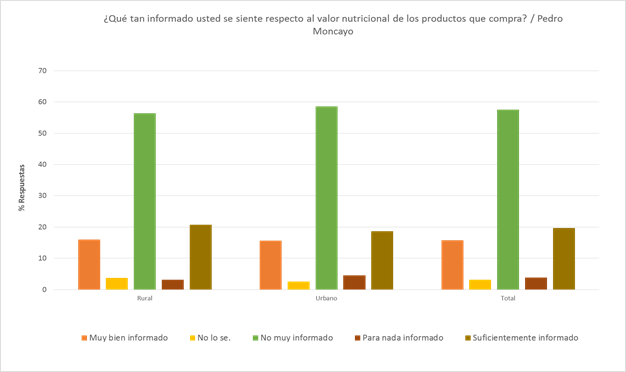 ¿Qué tan informado usted se siente respecto al valor nutricional de los productos que compra? / Pedro
Moncayo
70
60
50
40
30
20
10
0
% Respuestas
Rural Urbano Total
Muy bien informado No lo se. No muy informado Para nada informado Suficientemente informado